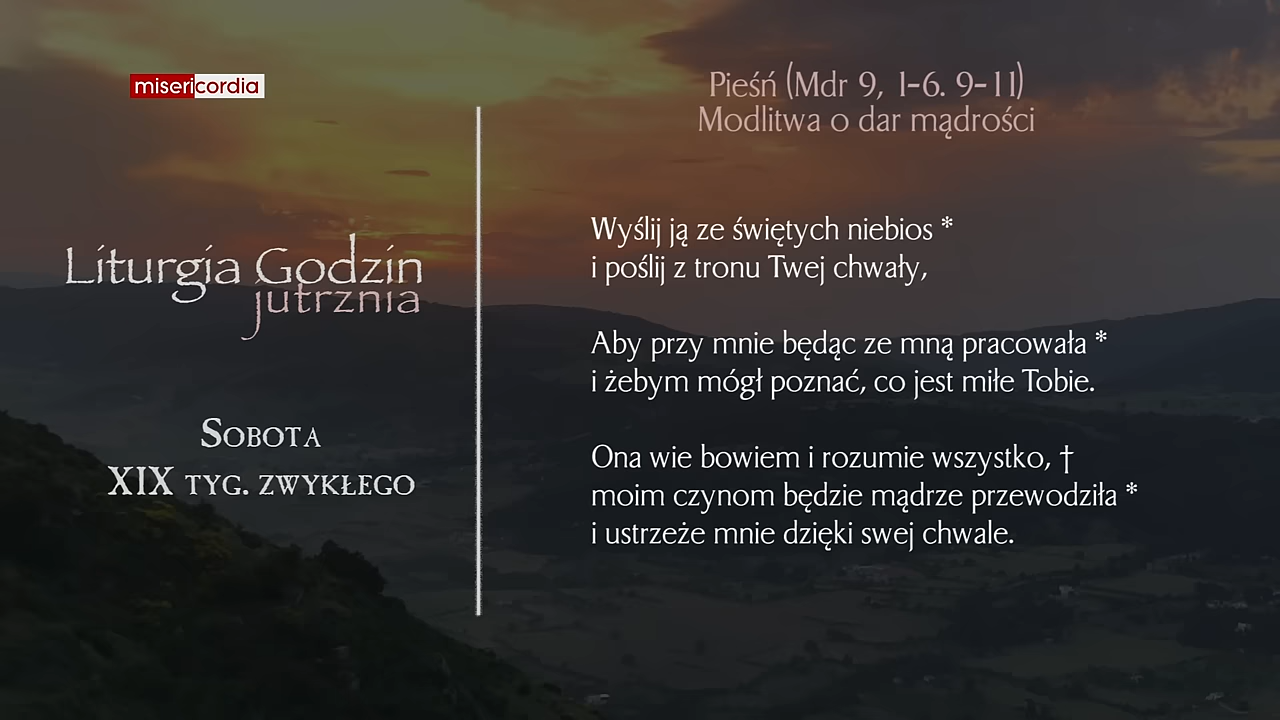 misericordia
Liturgia Godzin
jutrznia
Sobota
XIX tyg. zwykłego
Pieśń (Mdr 9, 1-6. 9-11)
Modlitwa o dar mądrości
Wyślij ją ze świętych niebios *
i poślij z tronu Twej chwały,
Aby przy mnie będąc ze mną pracowała *
i żebym mógł poznać, co jest miłe Tobie.
Ona wie bowiem i rozumie wszystko, †
moim czynom będzie mądrze przewodziła *
i ustrzeże mnie dzięki swej chwale.